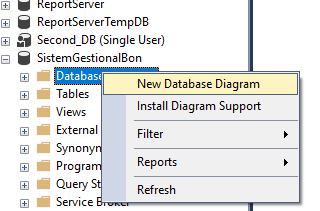 ReportServer
ReportServerTempDB
Second_DB (Single User)
SistemGestionalBon
Database
New Database Diagram
Tables
Install Diagram Support
Views
External
Filter
Synonym
Reports
Program
Query St
Refresh
Service Broker